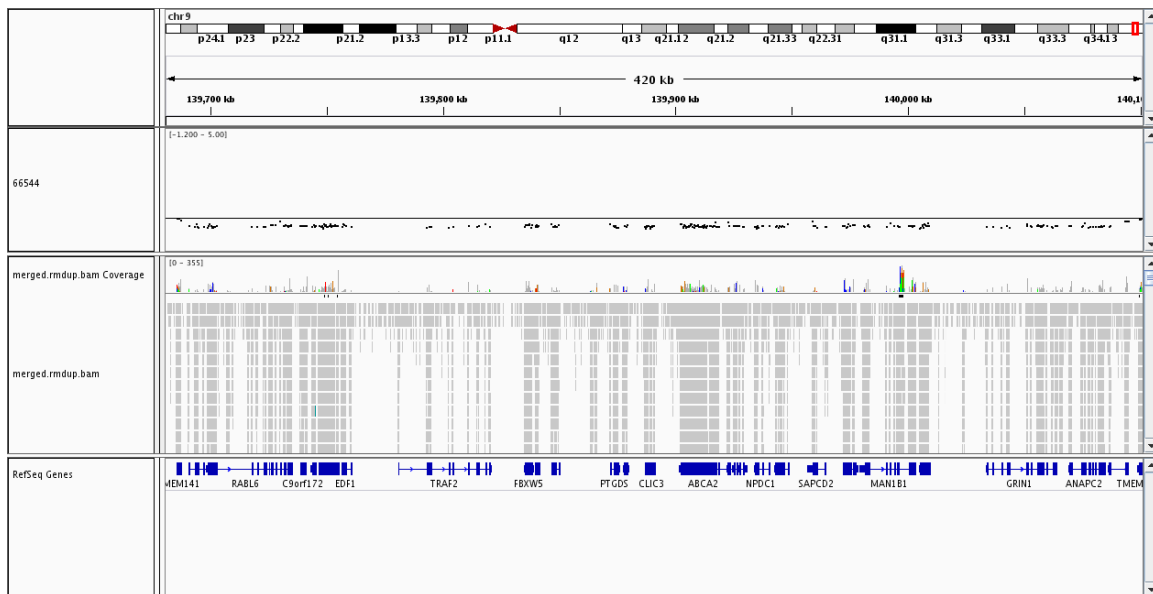 chr9
p24.1 p23 p22.2 p21.2 p13.3 p12 p11.1 q12 q13 q21.12 q21.2 q21.33 q22.31 q31.1 q31.3 q33.1 q33.3 q34.13
420 kb
139,700 kb 139,800 kb 139,900 kb 140,000 kb 140,1
[-1.200 - 5.00]
66544
merged.rmdup.bam Coverage
[0 - 355]
merged.rmdup.bam
RefSeq Genes
MEM141 RABL6 C9orf172 EDF1 TRAF2 FBXW5 PTGDS CLIC3 ABCA2 NPDC1 SAPCD2 MAN1B1 GRIN1 ANAPC2 TMEM